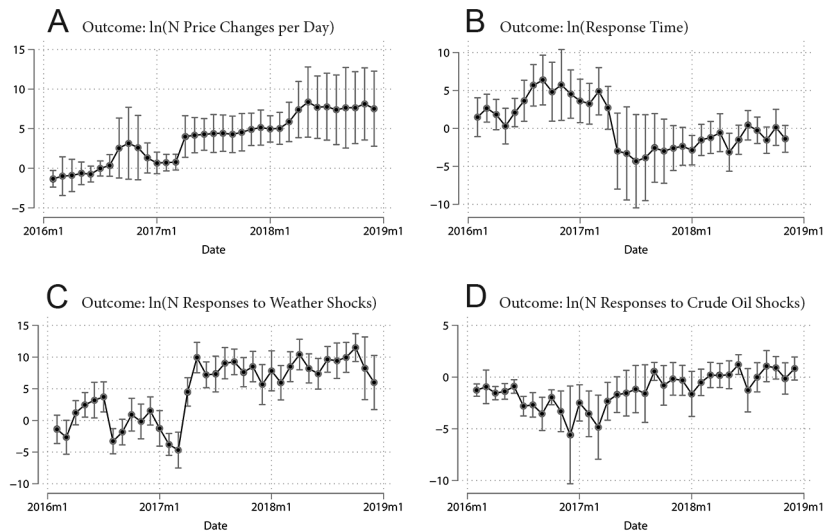 A Outcome: ln(N Price Changes per Day)
15
10
5
0
−5
2016m1 2017m1 2018m1 2019m1
Date
B Outcome: ln(Response Time)
10
5
0
−5
−10
2016m1 2017m1 2018m1 2019m1
Date
C Outcome: ln(N Responses to Weather Shocks)
15
10
5
0
−5
−10
2016m1 2017m1 2018m1 2019m1
Date
D Outcome: ln(N Responses to Crude Oil Shocks)
5
0
−5
−10
2016m1 2017m1 2018m1 2019m1
Date